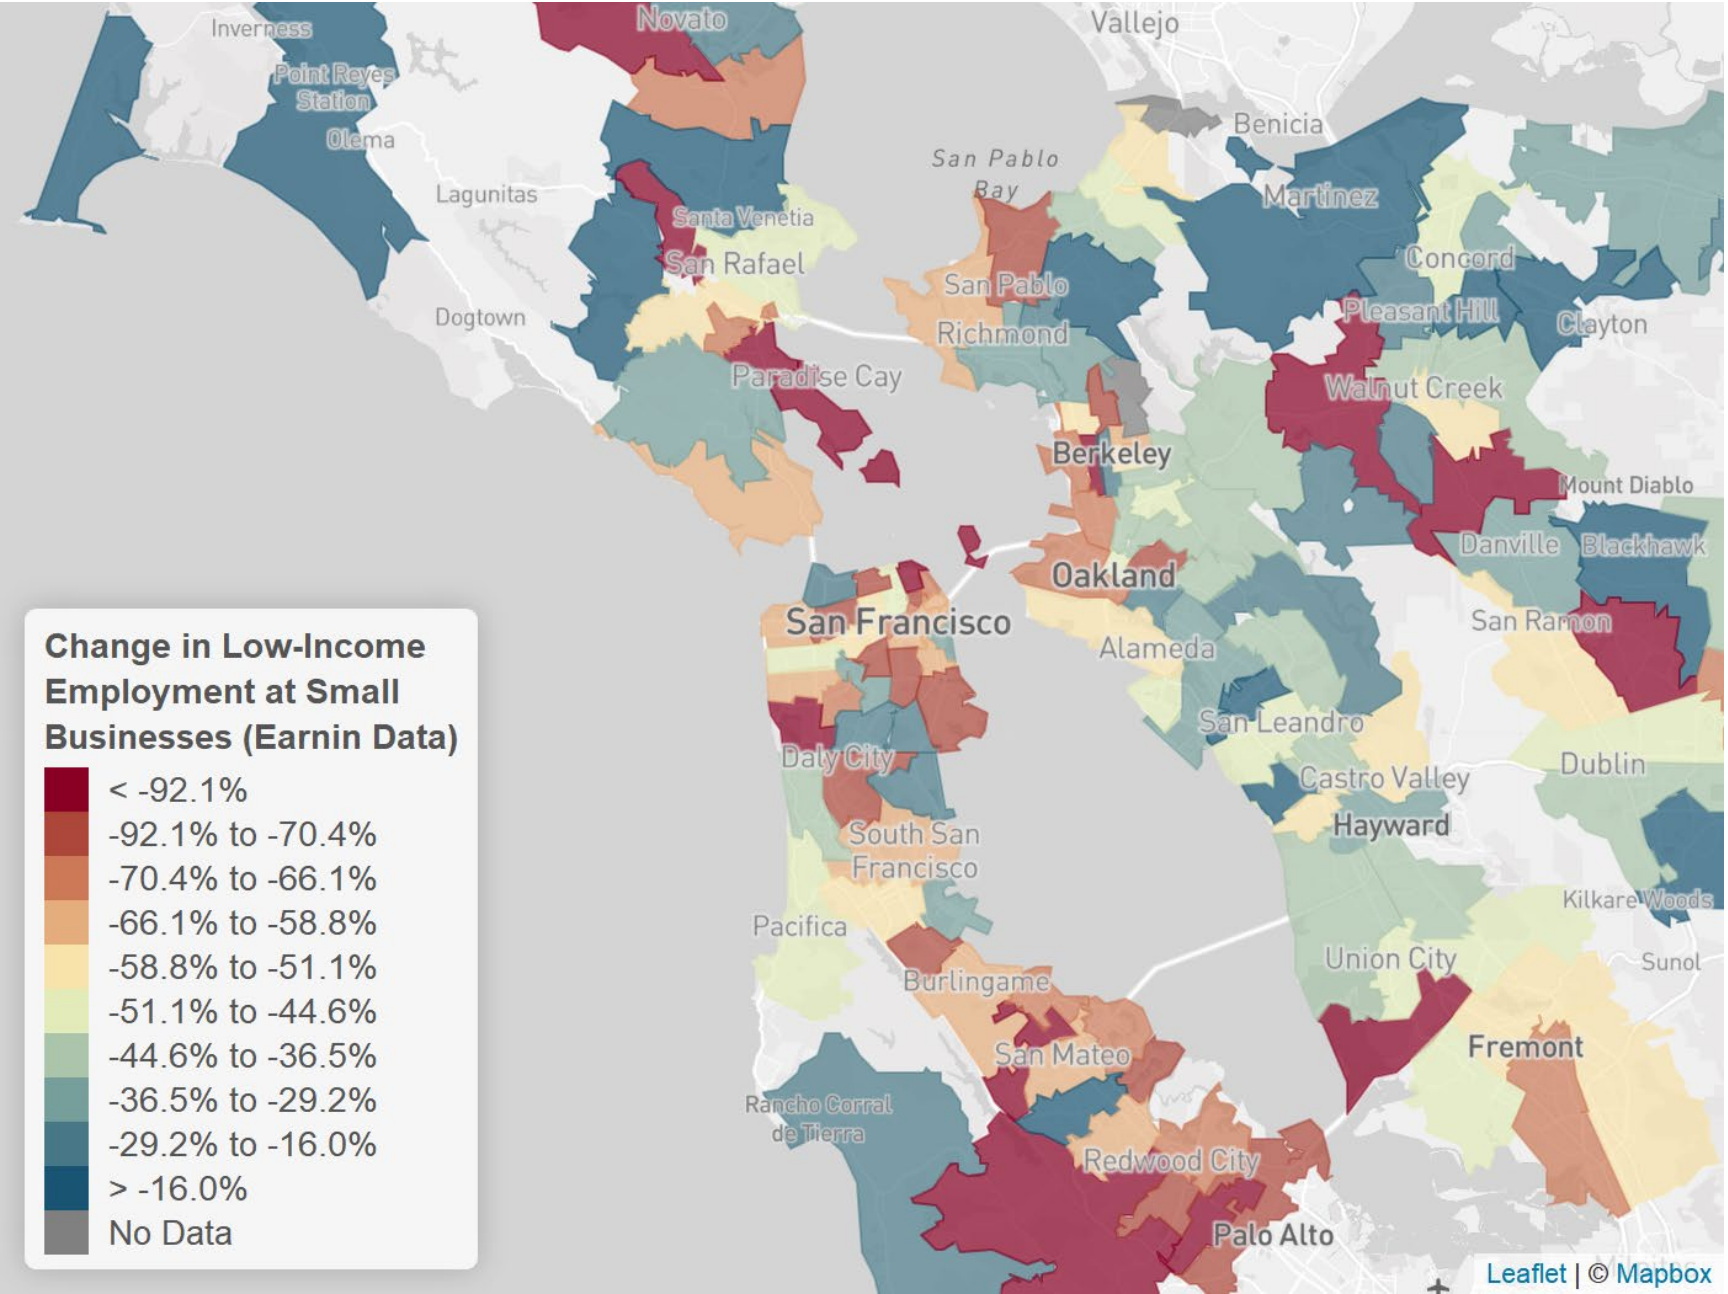 Inverness
Novato
Vallejo
Point Reyes
Station
Olema
Benicia
San Pablo
Bay
Lagunitas
Martinez
Santa Venetia
San Rafael
Concord
San Pablo
Dogtown
Richmond
Pleasant Hill
Clayton
Paradise Cay
Walnut Creek
Berkeley
Mount Diablo
Danville
Blackhawk
Oakland
San Francisco
San Ramon
Alameda
San Leandro
Daly City
Dublin
Castro Valley
Hayward
South San
Francisco
Kilkare Woods
Pacifica
Union City
Sunol
Burlingame
Fremont
San Mateo
Rancho Corral
de Tierra
Redwood City
Palo Alto
Change in Low-Income
Employment at Small
Businesses (Earnin Data)
< -92.1%
-92.1% to -70.4%
-70.4% to -66.1%
-66.1% to -58.8%
-58.8% to -51.1%
-51.1% to -44.6%
-44.6% to -36.5%
-36.5% to -29.2%
-29.2% to -16.0%
> -16.0%
No Data
Leaflet | © Mapbox